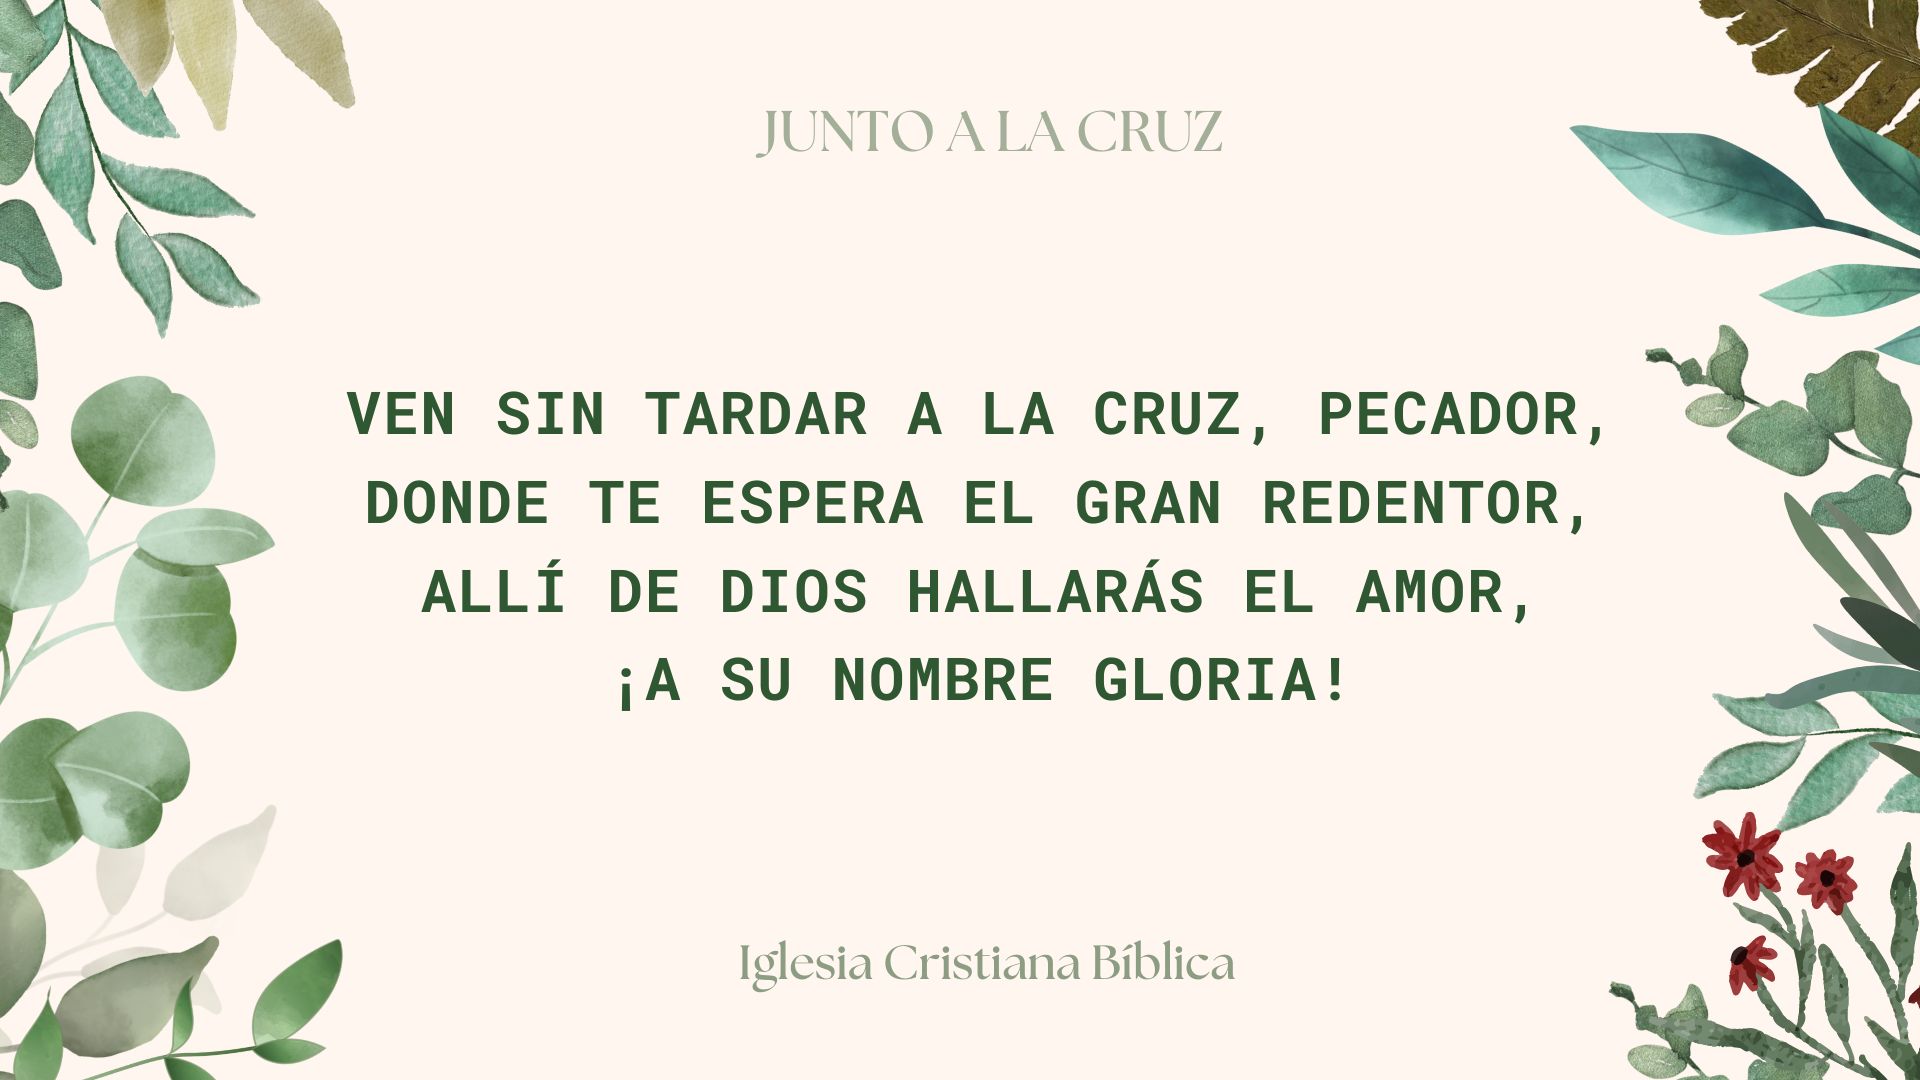 JUNTO A LA CRUZ
VEN SIN TARDAR A LA CRUZ, PECADOR,
DONDE TE ESPERA EL GRAN REDENTOR,
ALLÍ DE DIOS HALLARÁS EL AMOR,
¡A SU NOMBRE GLORIA!
Iglesia Cristiana Bíblica